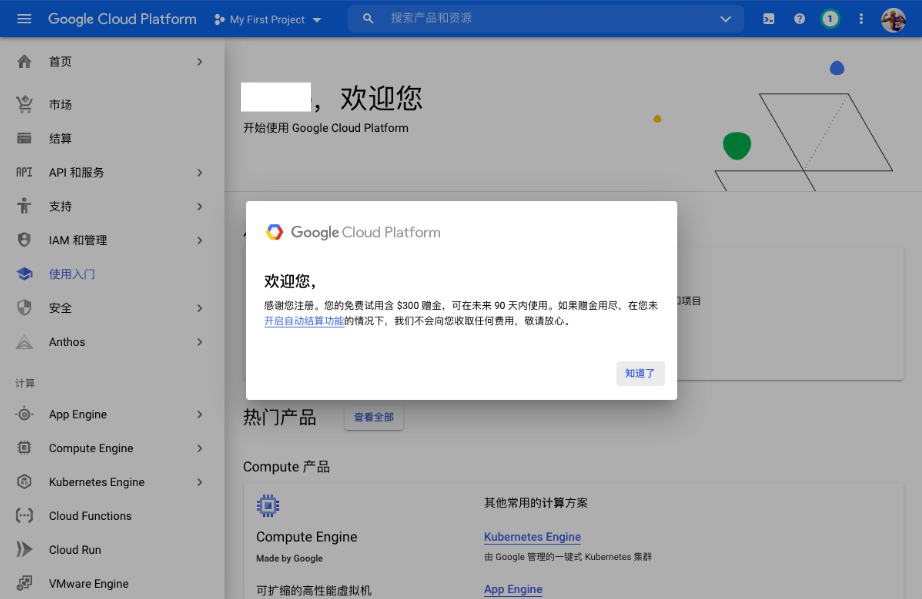 Google Cloud Platform
My First Project
搜索产品和资源
1
首页
市场
结算
API
API 和服务
支持
IAM 和管理
使用入门
安全
Anthos
计算
App Engine
Compute Engine
Kubernetes Engine
Cloud Functions
Cloud Run
VMware Engine
，欢迎您
开始使用 Google Cloud Platform
Google Cloud Platform
欢迎您，
感谢您注册。您的免费试用含 $300 赠金，可在未来 90 天内使用。如果赠金用尽，在您未
开启自动结算功能的情况下，我们不会向您收取任何费用，敬请放心。
知道了
和项目
热门产品
查看全部
Compute 产品
Compute Engine
Made by Google
可扩缩的高性能虚拟机
其他常用的计算方案
Kubernetes Engine
由 Google 管理的一键式 Kubernetes 集群
App Engine